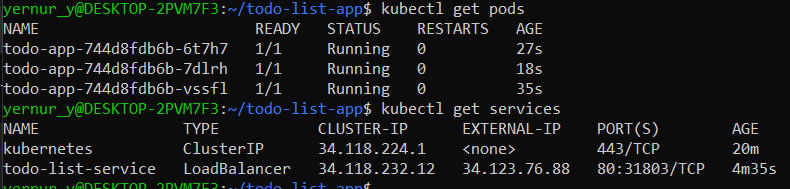 yernur_y@DESKTOP-2PVM7F3:~/todo-list-app$ kubectl get pods
NAME                        READY   STATUS    RESTARTS   AGE
todo-app-744d8fdb6b-6t7h7   1/1     Running   0          27s
todo-app-744d8fdb6b-7dlrh   1/1     Running   0          18s
todo-app-744d8fdb6b-vssfl   1/1     Running   0          35s
yernur_y@DESKTOP-2PVM7F3:~/todo-list-app$ kubectl get services
NAME                TYPE           CLUSTER-IP      EXTERNAL-IP    PORT(S)        AGE
kubernetes          ClusterIP      34.118.224.1    <none>         443/TCP        20m
todo-list-service   LoadBalancer   34.118.232.12   34.123.76.88   80:31803/TCP   4m35s
yernur_y@DESKTOP-2PVM7F3:~/todo-list-app$